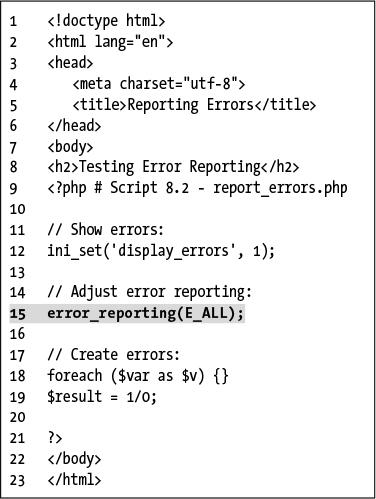 1 <!doctype html>
2 <html lang="en">
3 <head>
4 <meta charset="utf-8">
5 <title>Reporting Errors</title>
6 </head>
7 <body>
8 <h2>Testing Error Reporting</h2>
9 <?php # Script 8.2 - report_errors.php
10
11 // Show errors:
12 ini_set('display_errors', 1);
13
14 // Adjust error reporting:
15 error_reporting(E_ALL);
16
17 // Create errors:
18 foreach ($var as $v) {}
19 $result = 1/0;
20
21 ?>
22 </body>
23 </html>